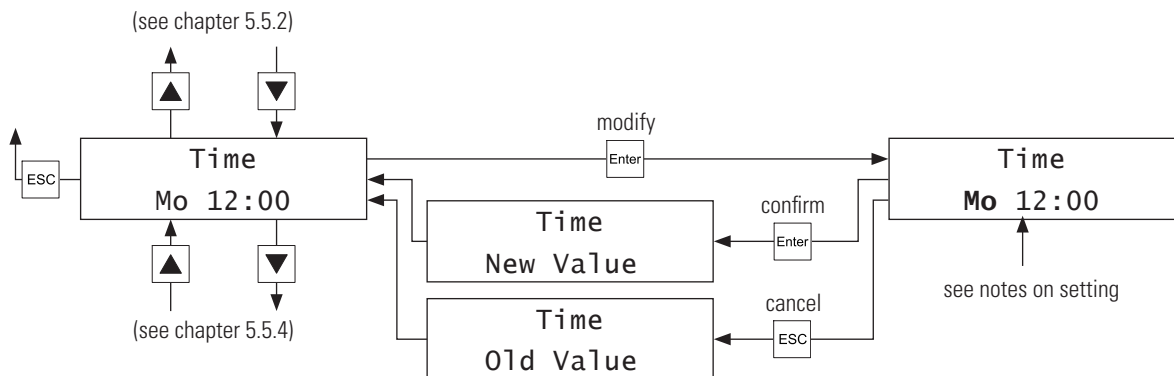 (see chapter 5.5.2)
ESC
Time
Mo 12:00
(see chapter 5.5.4)
modify
Enter
Time
New Value
confirm
Enter
Time
Old Value
cancel
ESC
Time
Mo 12:00
see notes on setting